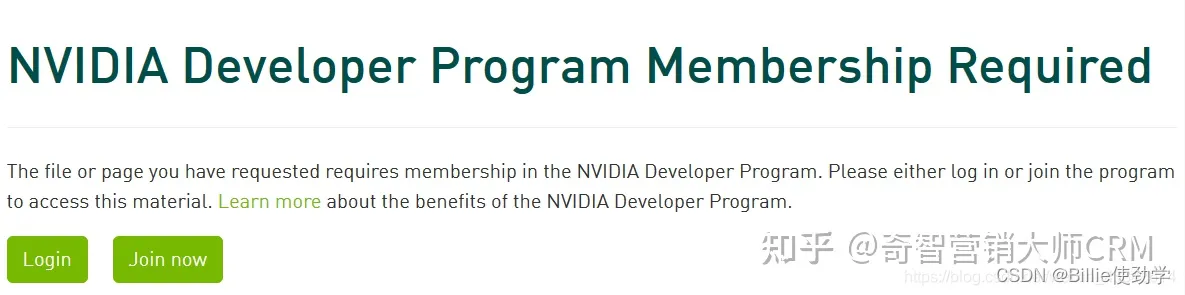 NVIDIA Developer Program Membership Required
The file or page you have requested requires membership in the NVIDIA Developer Program. Please either log in or join the program
to access this material. Learn more about the benefits of the NVIDIA Developer Program.
Login Join now
知乎 @奇智营销大师CRM
https://blog.cs
CSDN @Billie使劲学